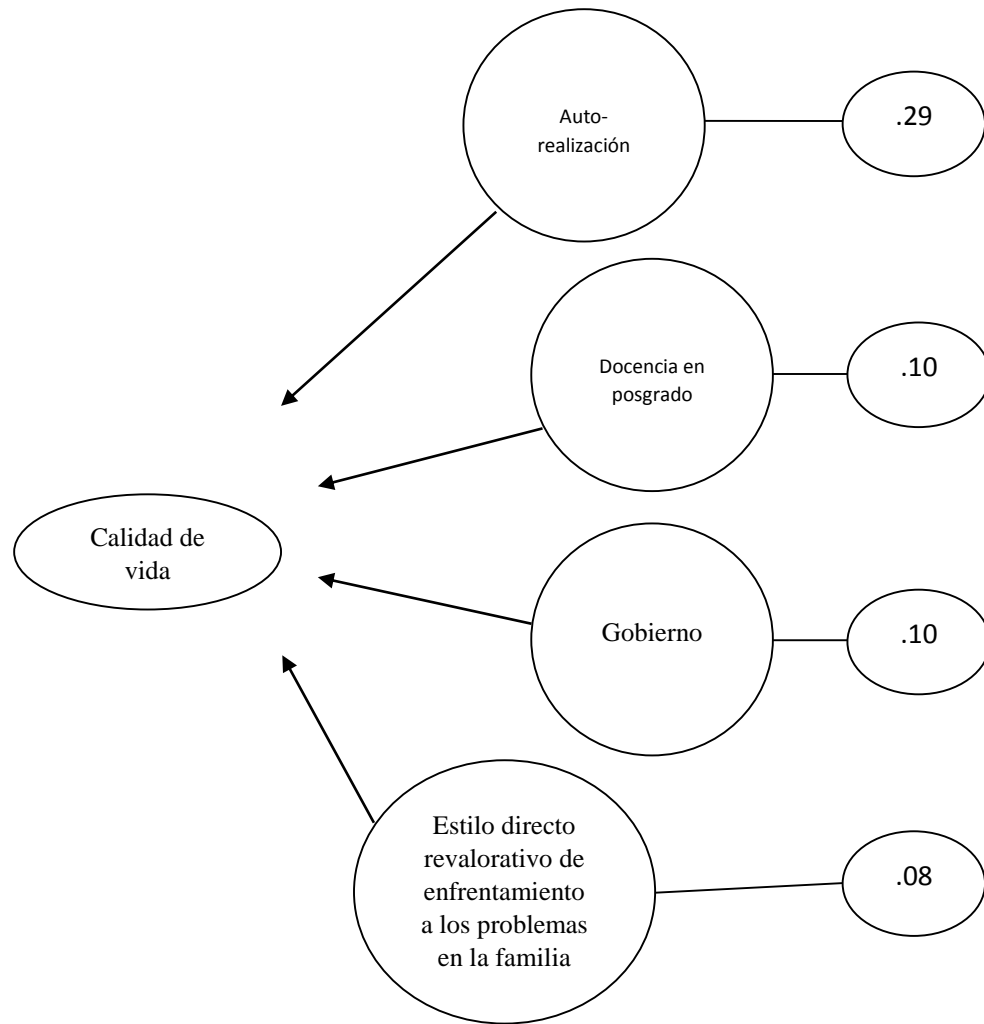 Auto-
realización
.29
Docencia en
posgrado
.10
Calidad de
vida
Gobierno
.10
Estilo directo
revalorativo de
enfrentamiento
a los problemas
en la familia
.08